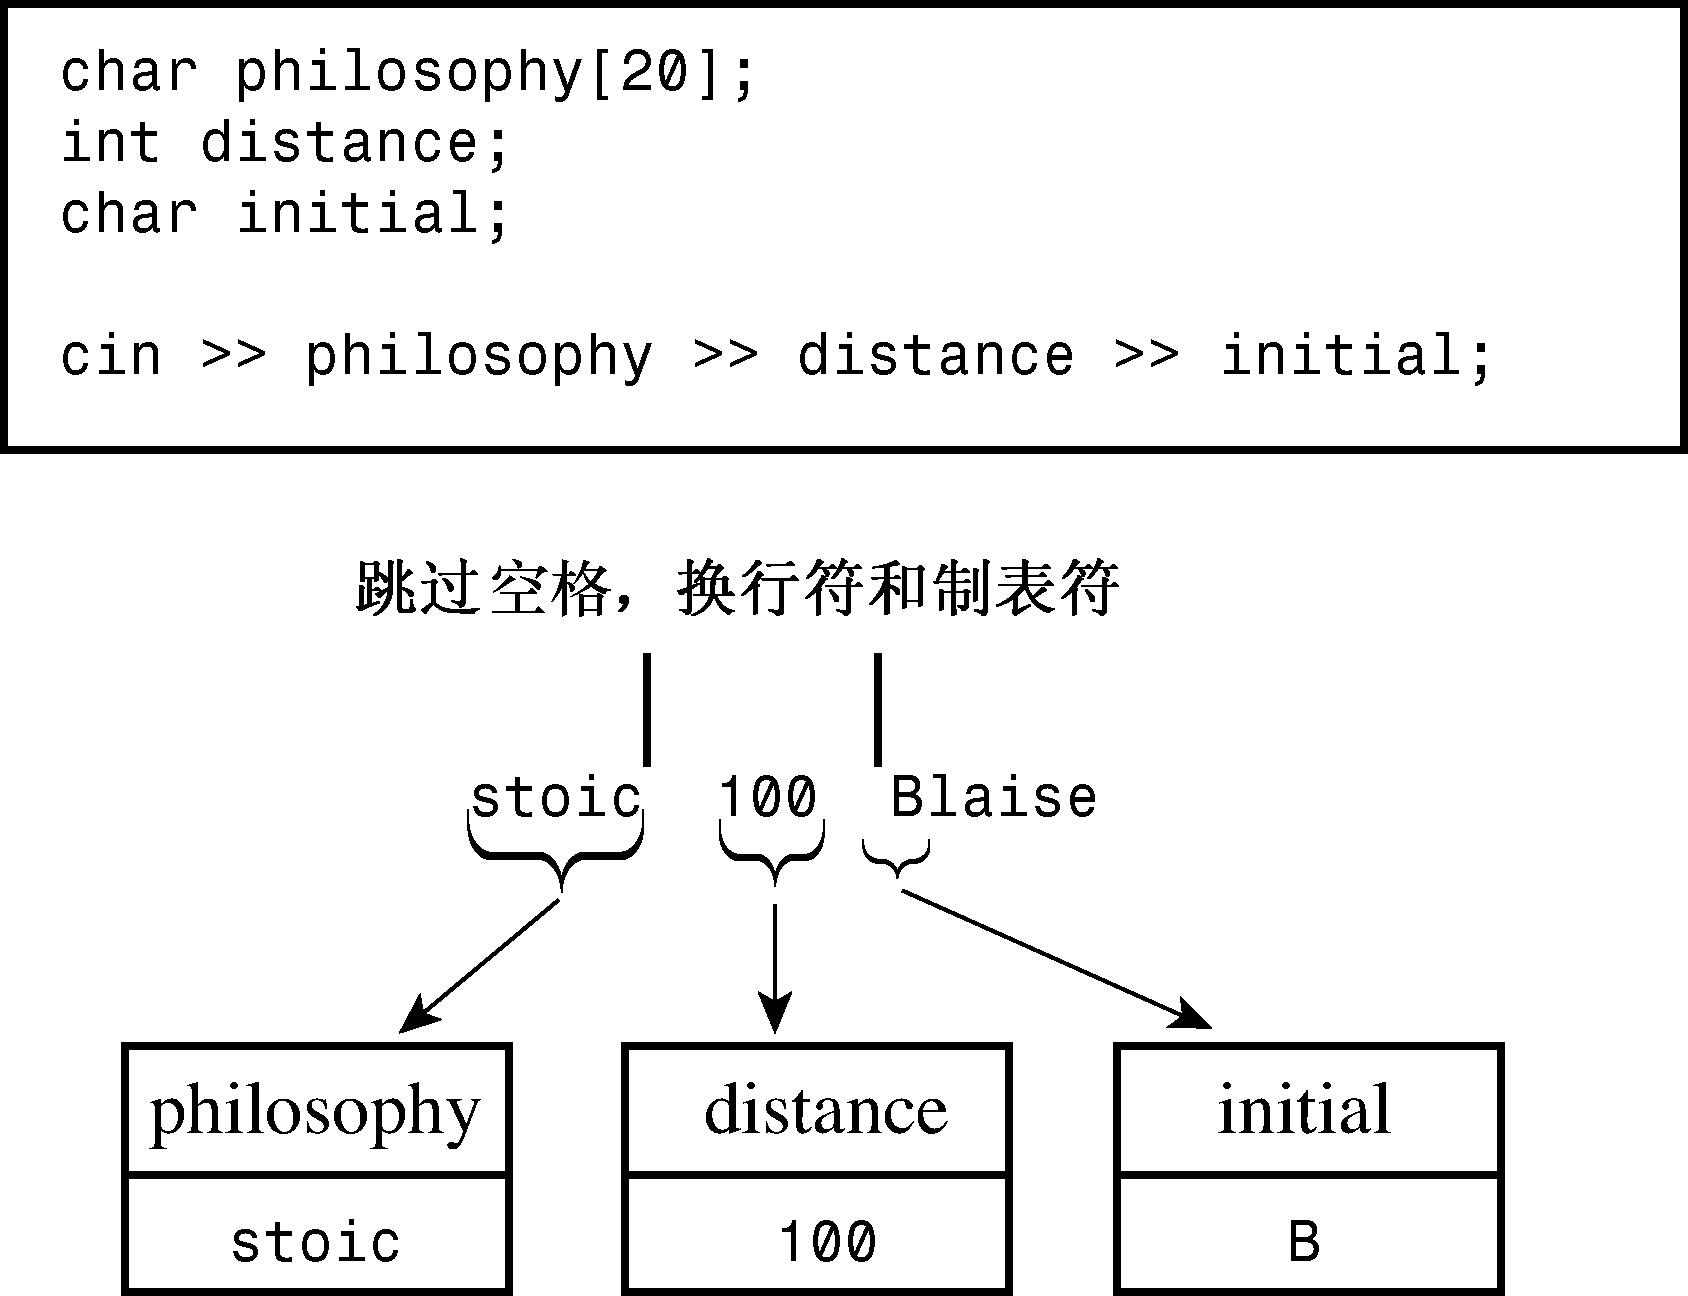 char philosophy[20];
int distance;
char initial;
cin >> philosophy >> distance >> initial;
跳过空格，换行符和制表符
stoic 100 Blaise
philosophy distance initial
stoic 100 B